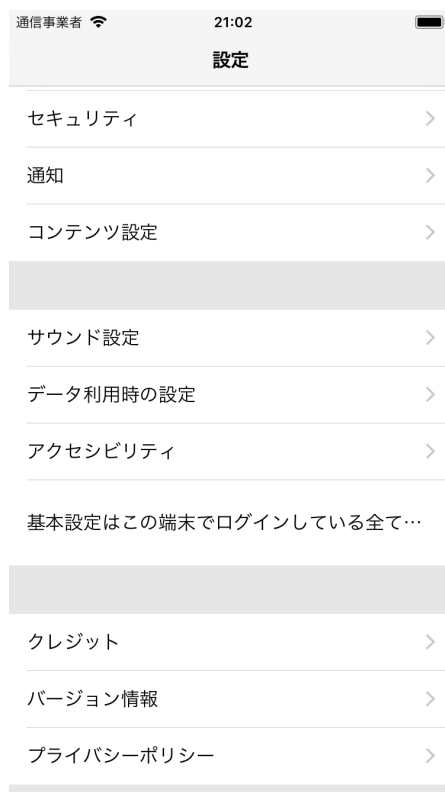 通信事業者 21:02
設定
セキュリティ
通知
コンテンツ設定
サウンド設定
データ利用時の設定
アクセシビリティ
基本設定はこの端末でログインしている全て…
クレジット
バージョン情報
プライバシーポリシー